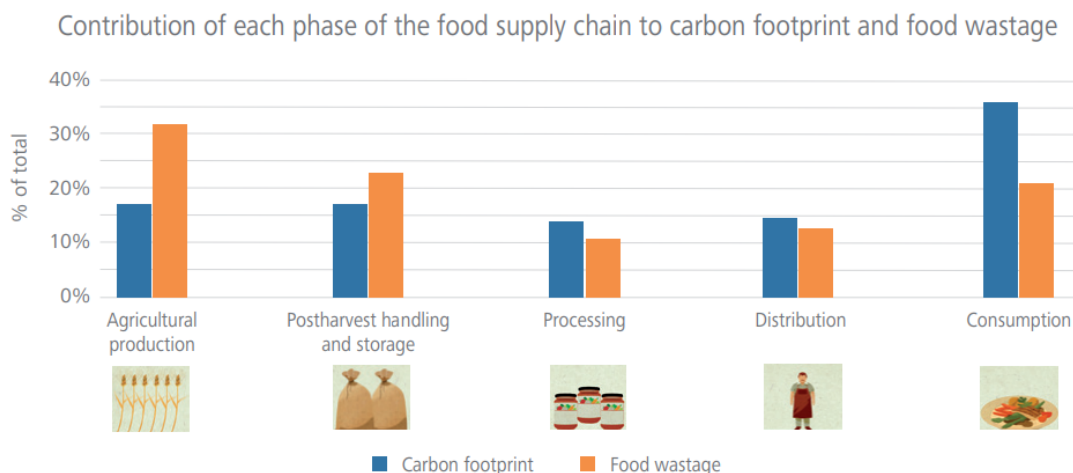 Contribution of each phase of the food supply chain to carbon footprint and food wastage
% of total
40%
30%
20%
10%
0%
Agricultural
production
Postharvest handling
and storage
Processing
Distribution
Consumption
Carbon footprint
Food wastage